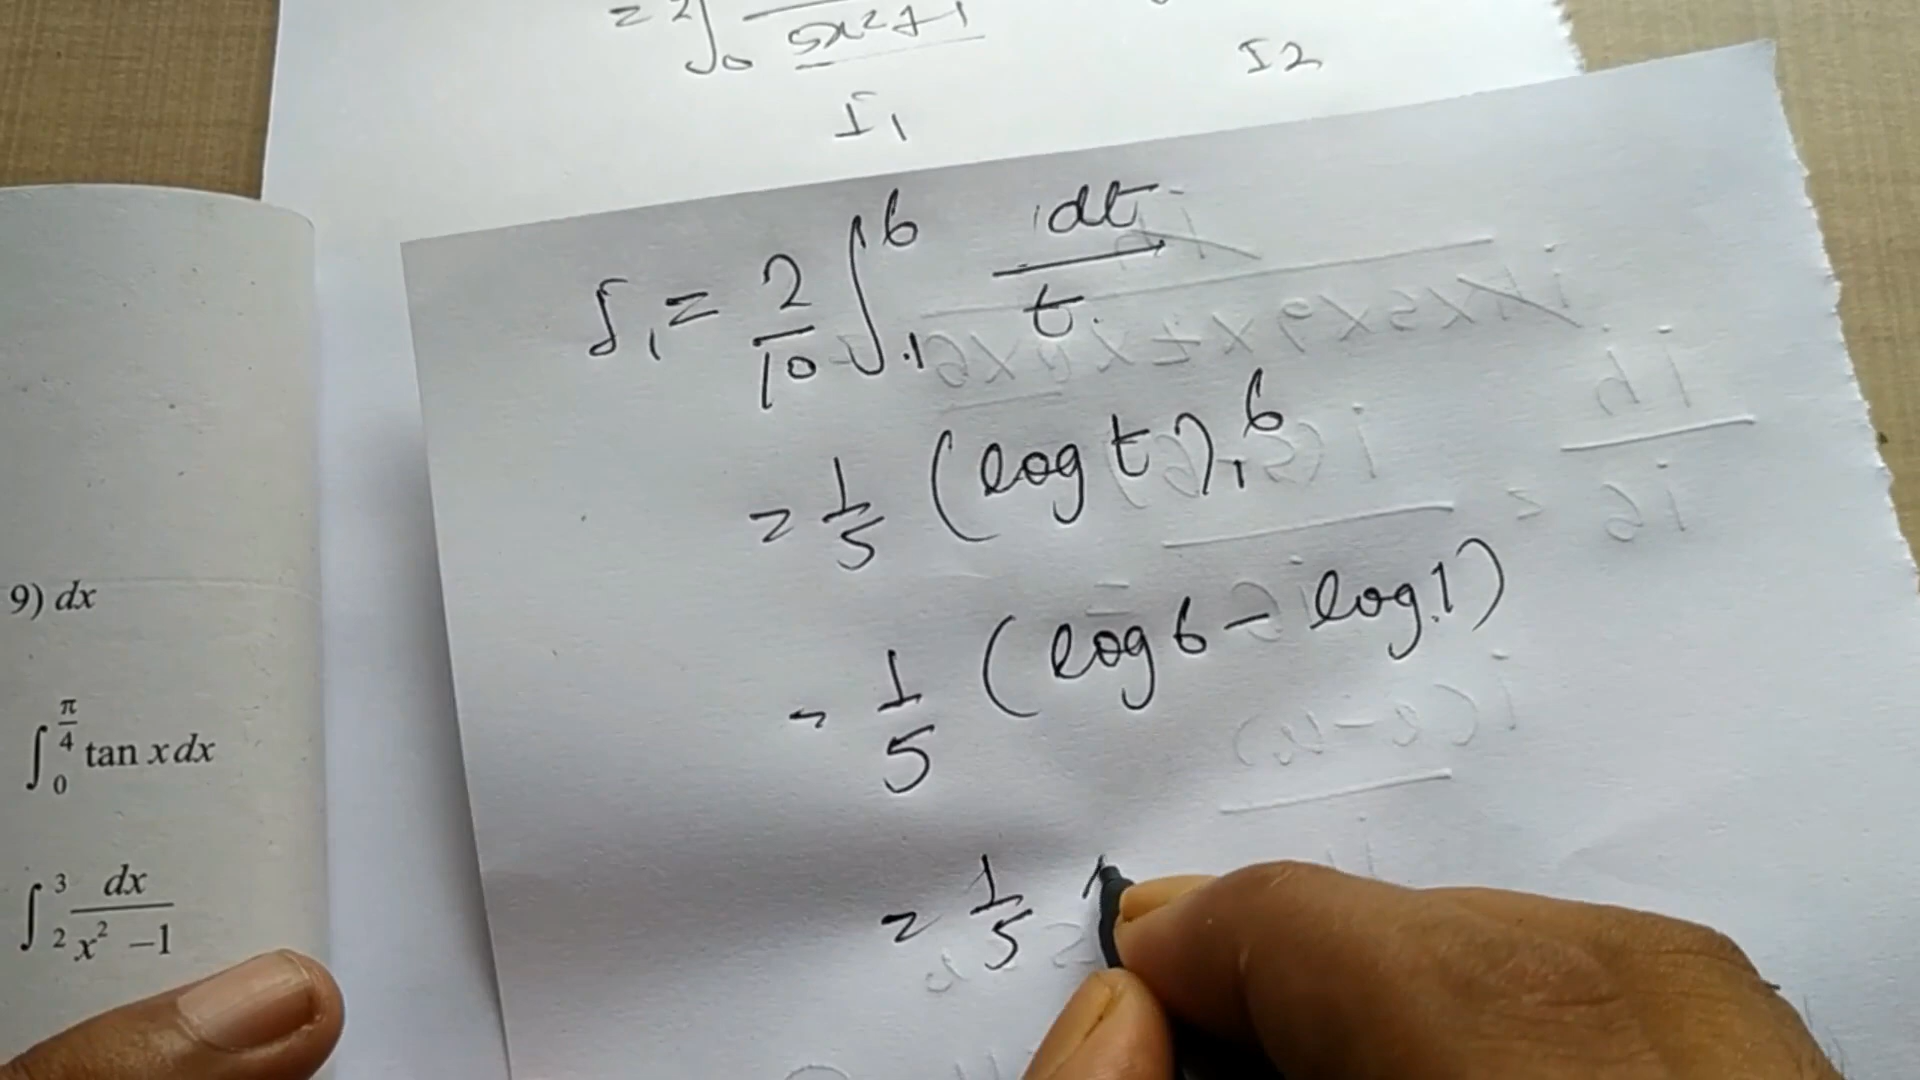 = 2∫₀ 5x²+1
I₁
I2
I₁ = 2/10 ∫₁⁶ dt/t
= 1/5 (log t)₁⁶
= 1/5 (log 6 - log 1)
= 1/5
9) dx
∫₀^(π/4) tan x dx
∫₂³ dx/(x² −1)